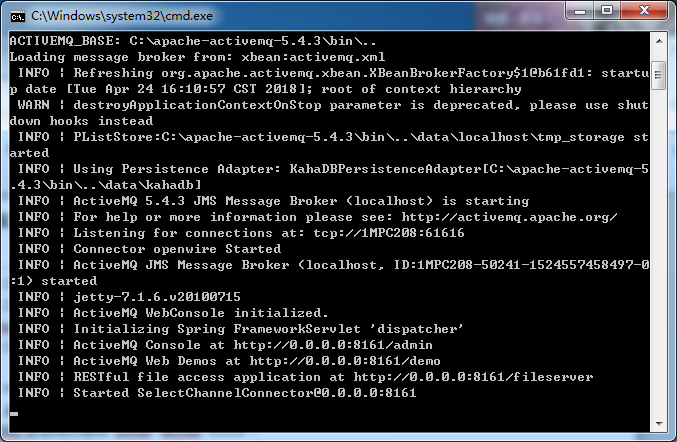 C:\Windows\system32\cmd.exe
ACTIVEMQ_BASE: C:\apache-activemq-5.4.3\bin\..
Loading message broker from: xbean:activemq.xml
 INFO | Refreshing org.apache.activemq.xbean.XBeanBrokerFactory$1@b61fd1: startu
p date [Tue Apr 24 16:10:57 CST 2018]; root of context hierarchy
 WARN | destroyApplicationContextOnStop parameter is deprecated, please use shut
down hooks instead
 INFO | PListStore:C:\apache-activemq-5.4.3\bin\..\data\localhost\tmp_storage st
arted
 INFO | Using Persistence Adapter: KahaDBPersistenceAdapter[C:\apache-activemq-5
.4.3\bin\..\data\kahadb]
 INFO | ActiveMQ 5.4.3 JMS Message Broker (localhost) is starting
 INFO | For help or more information please see: http://activemq.apache.org/
 INFO | Listening for connections at: tcp://1MPC208:61616
 INFO | Connector openwire Started
 INFO | ActiveMQ JMS Message Broker (localhost, ID:1MPC208-50241-1524557458497-0
:1) started
 INFO | jetty-7.1.6.v20100715
 INFO | ActiveMQ WebConsole initialized.
 INFO | Initializing Spring FrameworkServlet 'dispatcher'
 INFO | ActiveMQ Console at http://0.0.0.0:8161/admin
 INFO | ActiveMQ Web Demos at http://0.0.0.0:8161/demo
 INFO | RESTful file access application at http://0.0.0.0:8161/fileserver
 INFO | Started SelectChannelConnector@0.0.0.0:8161